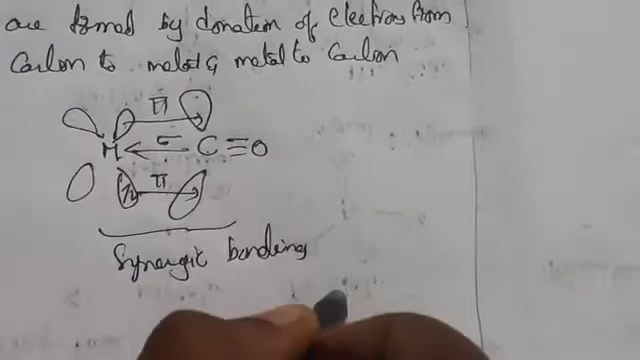 are formed by donation of electrons from
Carbon to metal & metal to Carbon
π
M ← σ C≡O
π
Synergic bonding